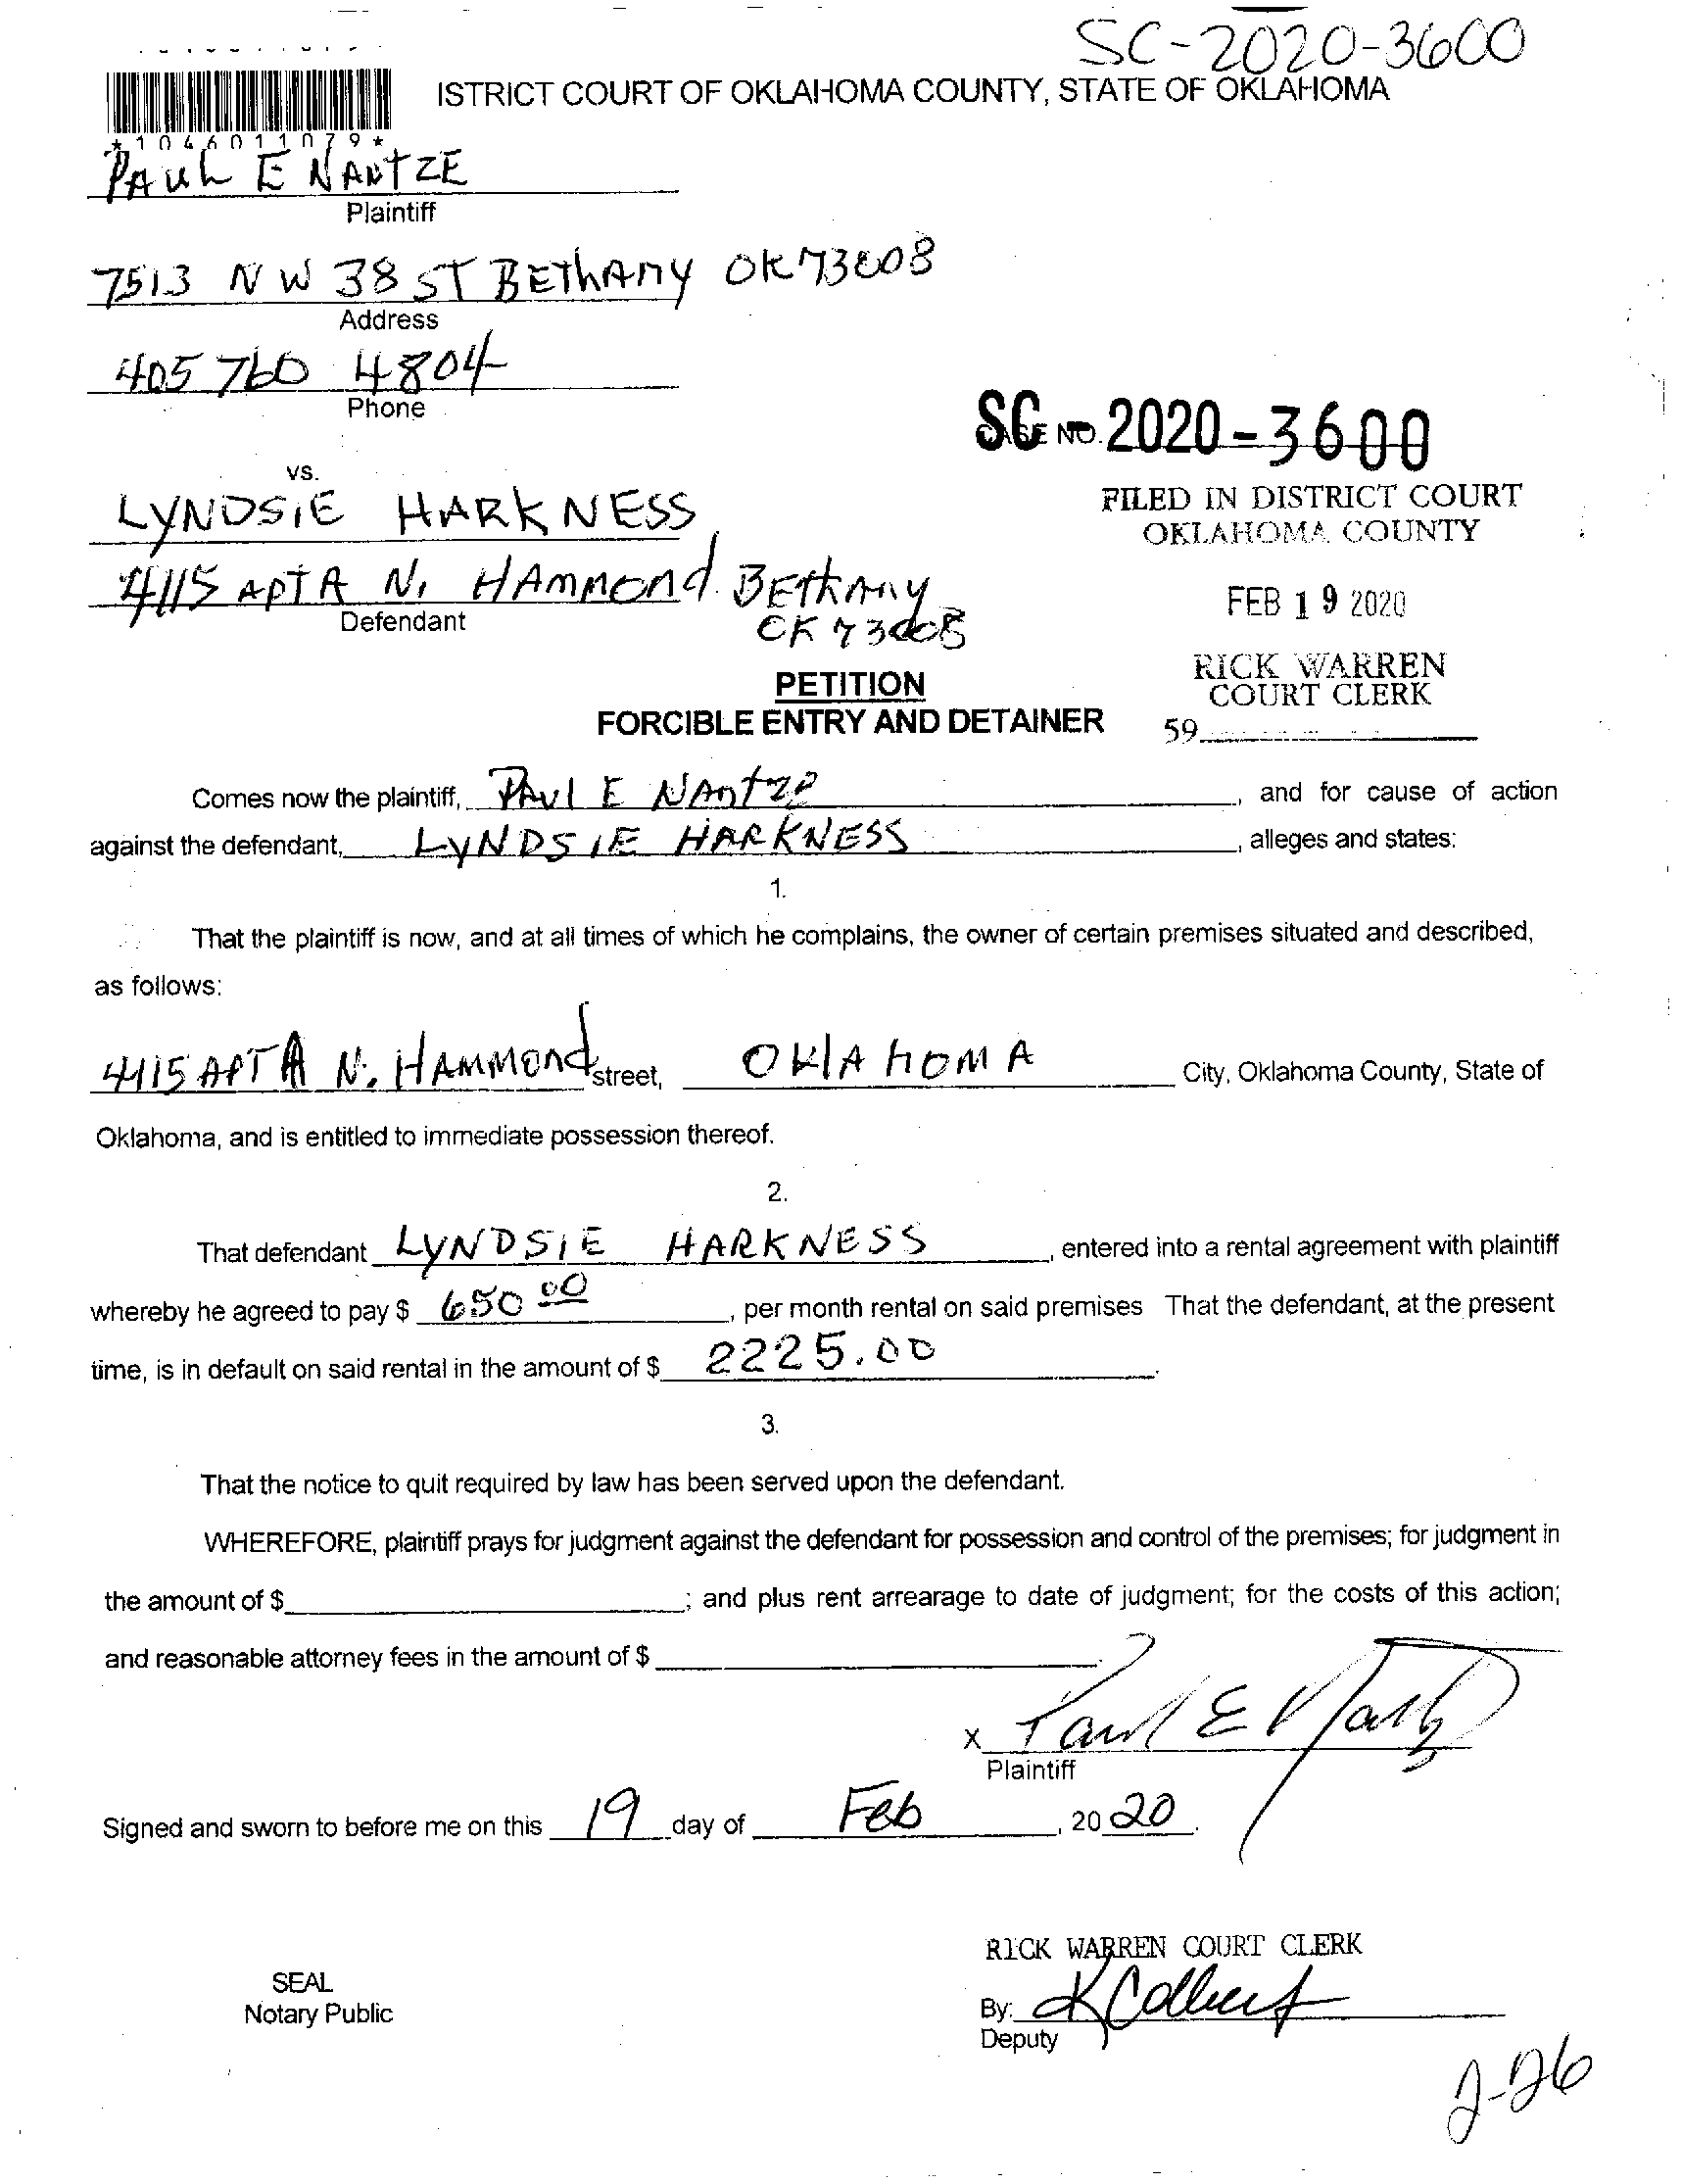 SC-2020-3600
ISTRICT COURT OF OKLAHOMA COUNTY, STATE OF OKLAHOMA
*1046011079*
PAUL E NANTZE
Plaintiff
7513 NW 38 ST BEThANY OK 73008
Address
405 760 4804
Phone
SC-2020-3600
CASE NO.
vs.
FILED IN DISTRICT COURT
OKLAHOMA COUNTY
LYNDSIE HARKNESS
4115 APT A N. HAMMOND BETHANY
OK 73008
Defendant
FEB 19 2020
RICK WARREN
COURT CLERK
59
PETITION
FORCIBLE ENTRY AND DETAINER
Comes now the plaintiff, PAUL E NANTZE, and for cause of action
against the defendant, LYNDSIE HARKNESS, alleges and states:
1.
That the plaintiff is now, and at all times of which he complains, the owner of certain premises situated and described,
as follows:
4115 APT A N. HAMMOND street, OKLAHOMA City, Oklahoma County, State of
Oklahoma, and is entitled to immediate possession thereof.
2.
That defendant LYNDSIE HARKNESS, entered into a rental agreement with plaintiff
whereby he agreed to pay $ 650 00, per month rental on said premises That the defendant, at the present
time, is in default on said rental in the amount of $ 2225.00.
3.
That the notice to quit required by law has been served upon the defendant.
WHEREFORE, plaintiff prays for judgment against the defendant for possession and control of the premises; for judgment in
the amount of $ ; and plus rent arrearage to date of judgment; for the costs of this action;
and reasonable attorney fees in the amount of $ .
x Paul E Nantz
Plaintiff
Signed and sworn to before me on this 19 day of Feb, 20 20.
RICK WARREN COURT CLERK
SEAL
Notary Public
By: K Colbert
Deputy
2-26